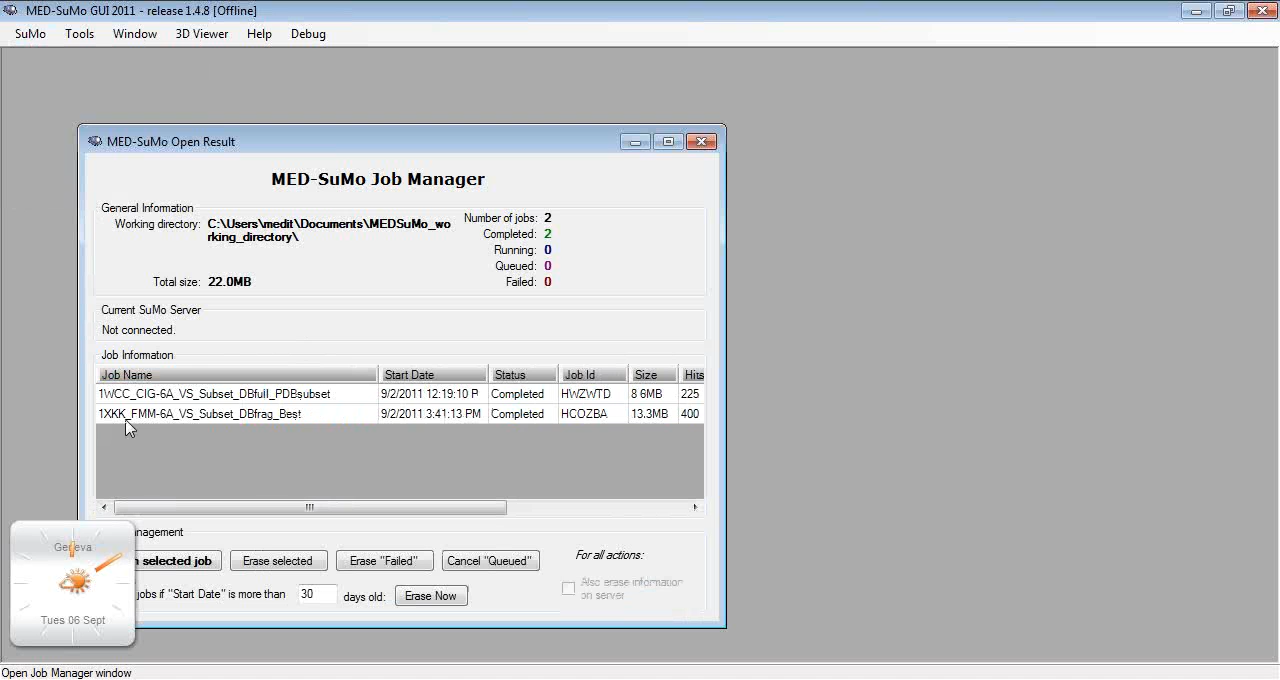 MED-SuMo GUI 2011 - release 1.4.8 [Offline]
SuMo Tools Window 3D Viewer Help Debug
MED-SuMo Open Result
MED-SuMo Job Manager
General Information
Working directory: C:\Users\medit\Documents\MEDSuMo_wo
rking_directory\
Total size: 22.0MB
Number of jobs: 2
Completed: 2
Running: 0
Queued: 0
Failed: 0
Current SuMo Server
Not connected.
Job Information
Job Name Start Date Status Job Id Size Hits
1WCC_CIG-6A_VS_Subset_DBfull_PDBsubset 9/2/2011 12:19:10 P Completed HWZWTD 8.6MB 225
1XKK_FMM-6A_VS_Subset_DBfrag_Best 9/2/2011 3:41:13 PM Completed HCOZBA 13.3MB 400
nagement
selected job Erase selected Erase "Failed" Cancel "Queued" For all actions:
jobs if "Start Date" is more than 30 days old: Erase Now
Also erase information
on server
Geneva
Tues 06 Sept
Open Job Manager window